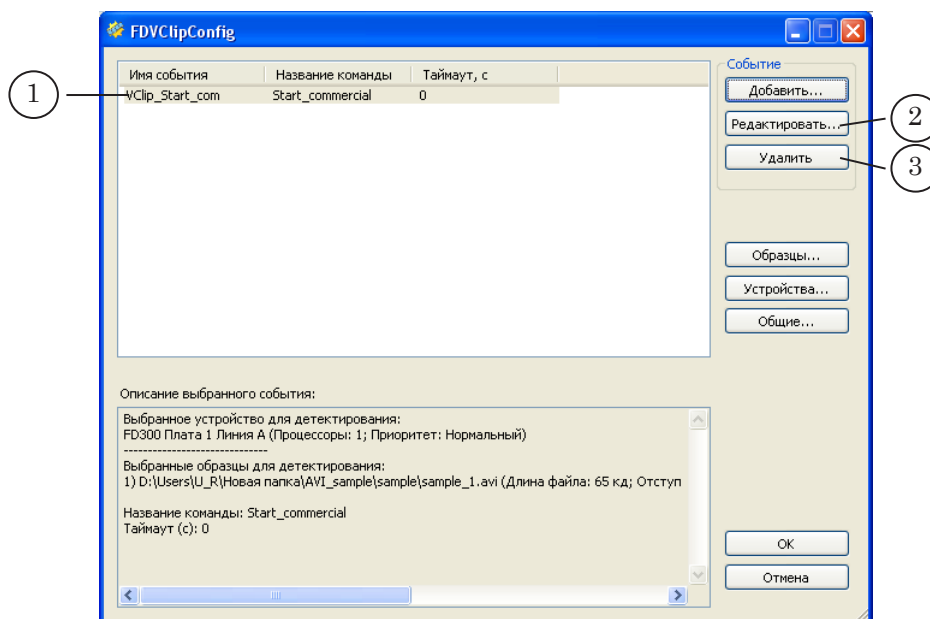 FDVClipConfig
Имя события Название команды Таймаут, с
VClip_Start_com Start_commercial 0
1
Событие
Добавить...
Редактировать...
2
Удалить
3
Образцы...
Устройства...
Общие...
Описание выбранного события:
Выбранное устройство для детектирования:
FD300 Плата 1 Линия A (Процессоры: 1; Приоритет: Нормальный)
------------------------------
Выбранные образцы для детектирования:
1) D:\Users\U_R\Новая папка\AVI_sample\sample\sample_1.avi (Длина файла: 65 кд; Отступ
Название команды: Start_commercial
Таймаут (с): 0
ОК
Отмена